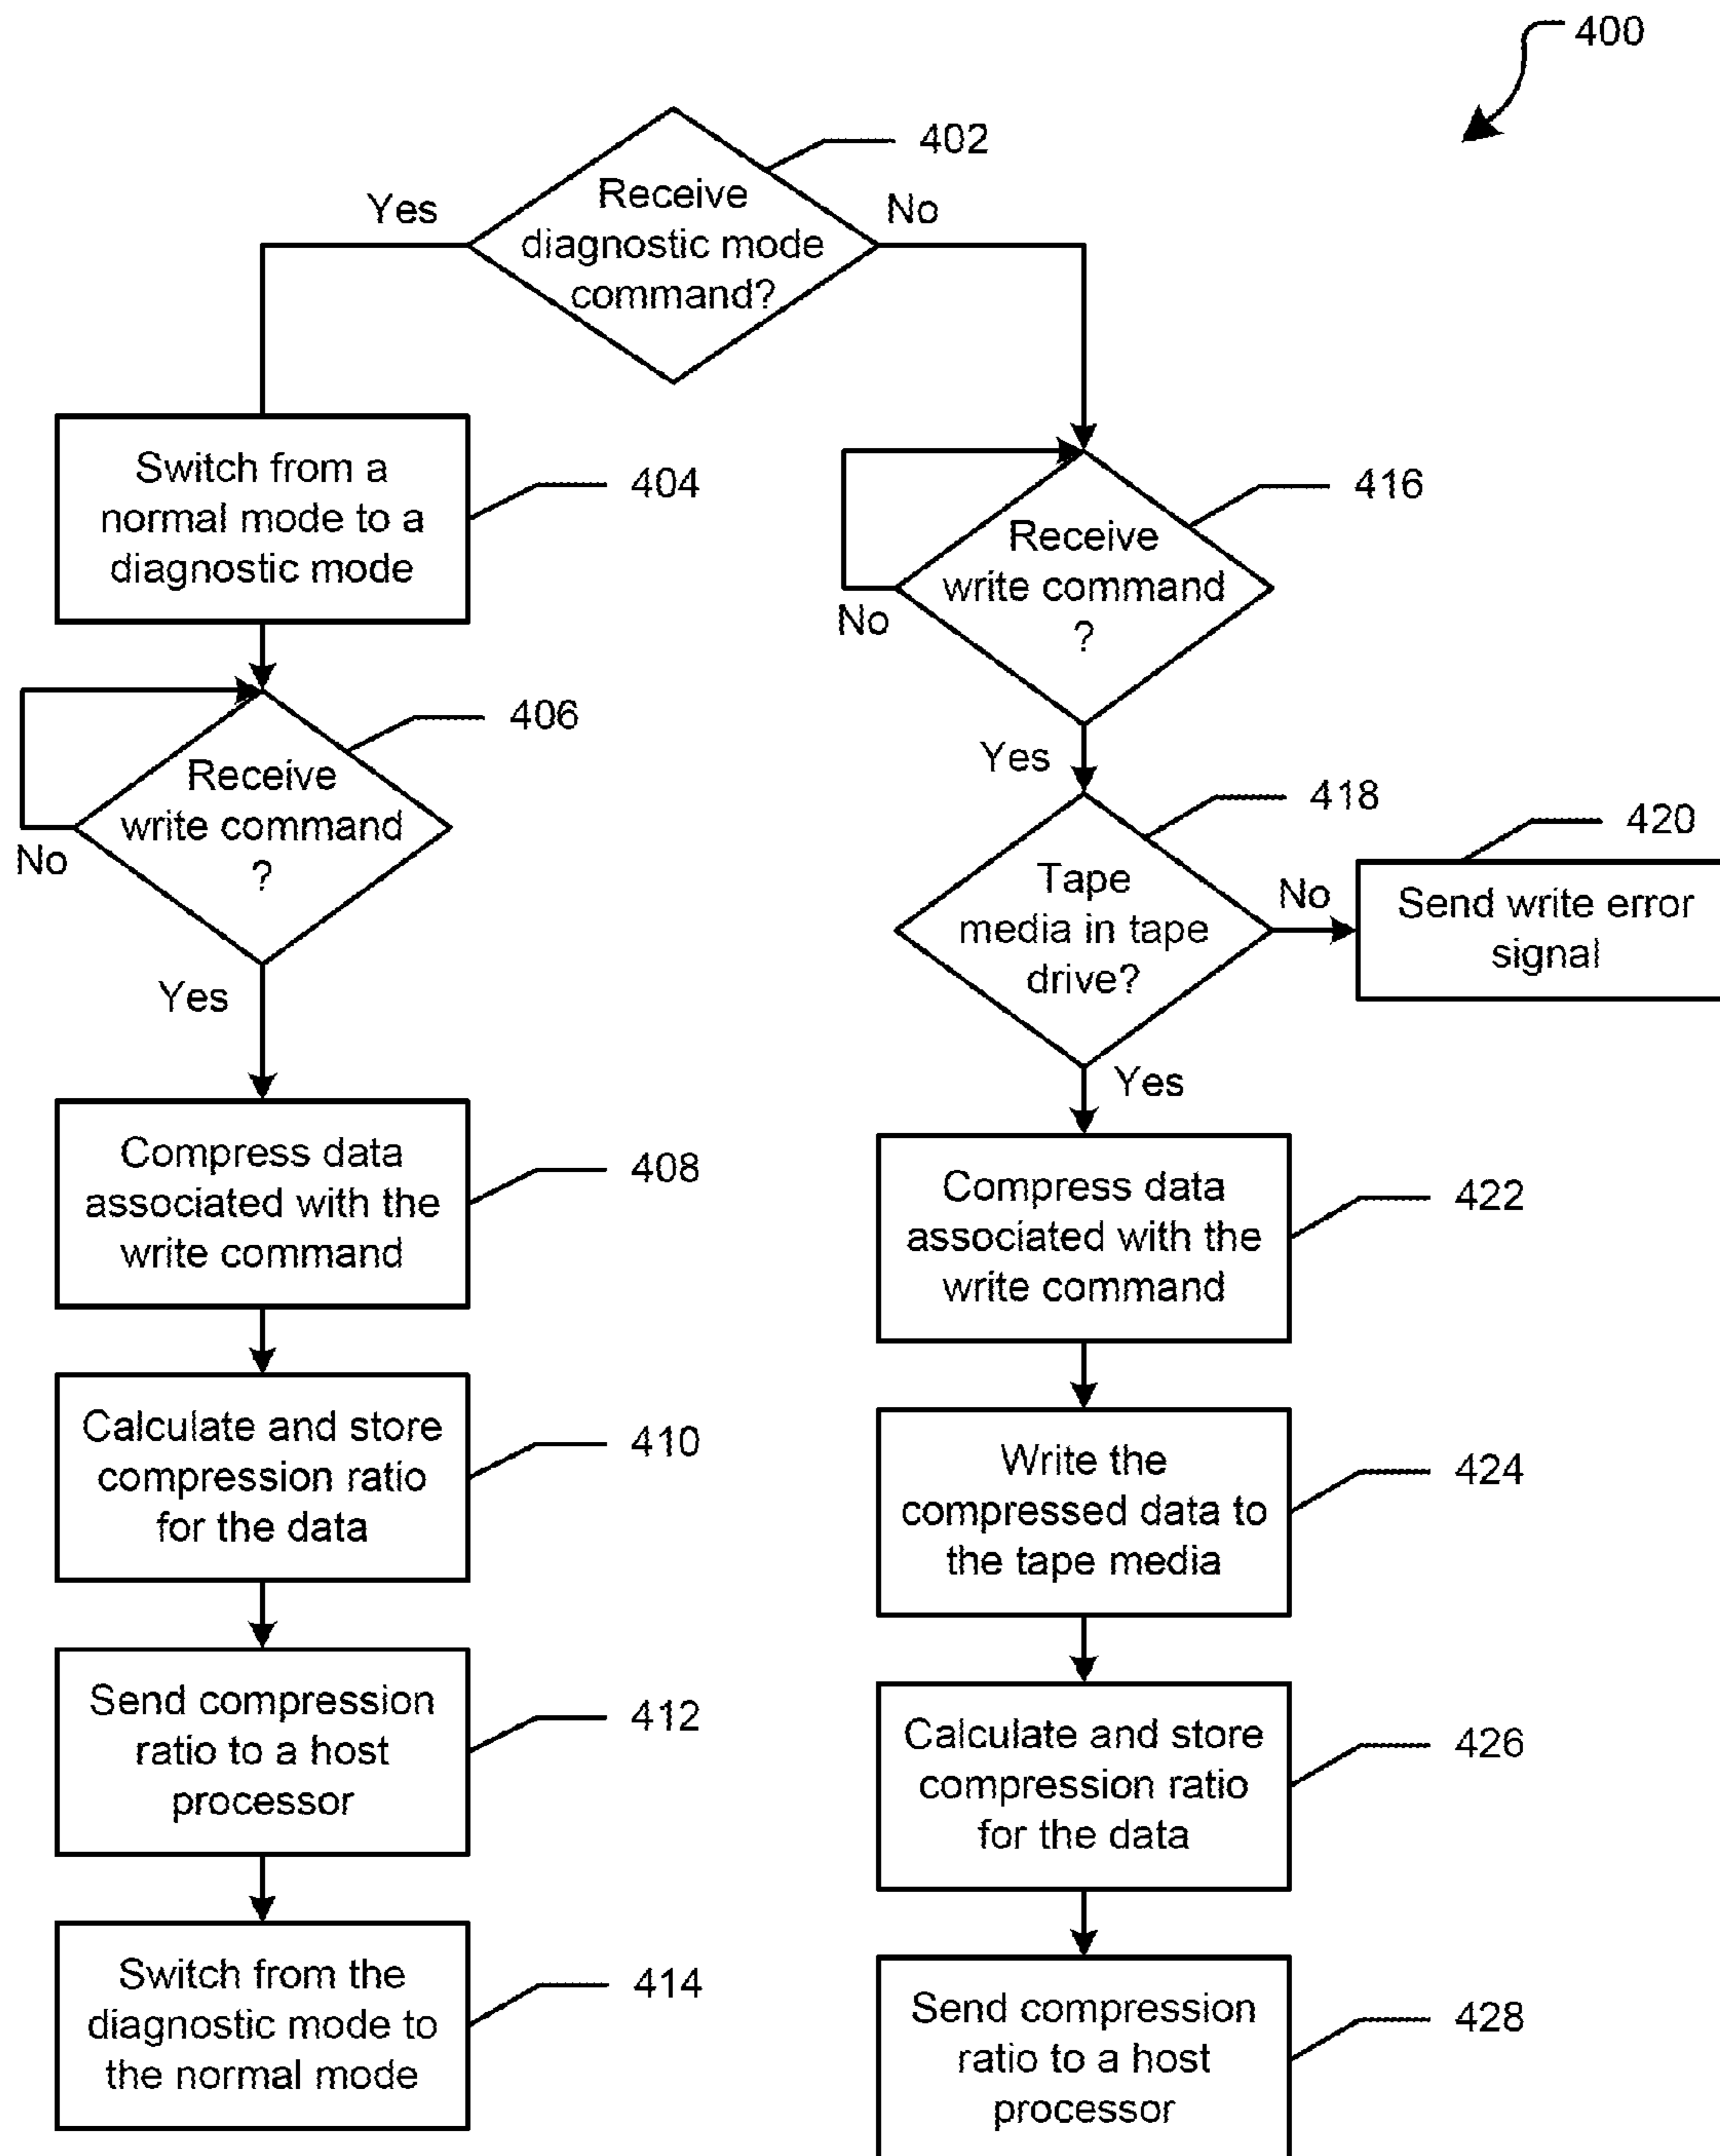 400
402
Receive
diagnostic mode
command?
Yes
No
Switch from a
normal mode to a
diagnostic mode
404
Receive
write command
?
406
No
Yes
Compress data
associated with the
write command
408
Calculate and store
compression ratio
for the data
410
Send compression
ratio to a host
processor
412
Switch from the
diagnostic mode to
the normal mode
414
Receive
write command
?
416
No
Yes
Tape
media in tape
drive?
418
No
Send write error
signal
420
Yes
Compress data
associated with the
write command
422
Write the
compressed data to
the tape media
424
Calculate and store
compression ratio
for the data
426
Send compression
ratio to a host
processor
428